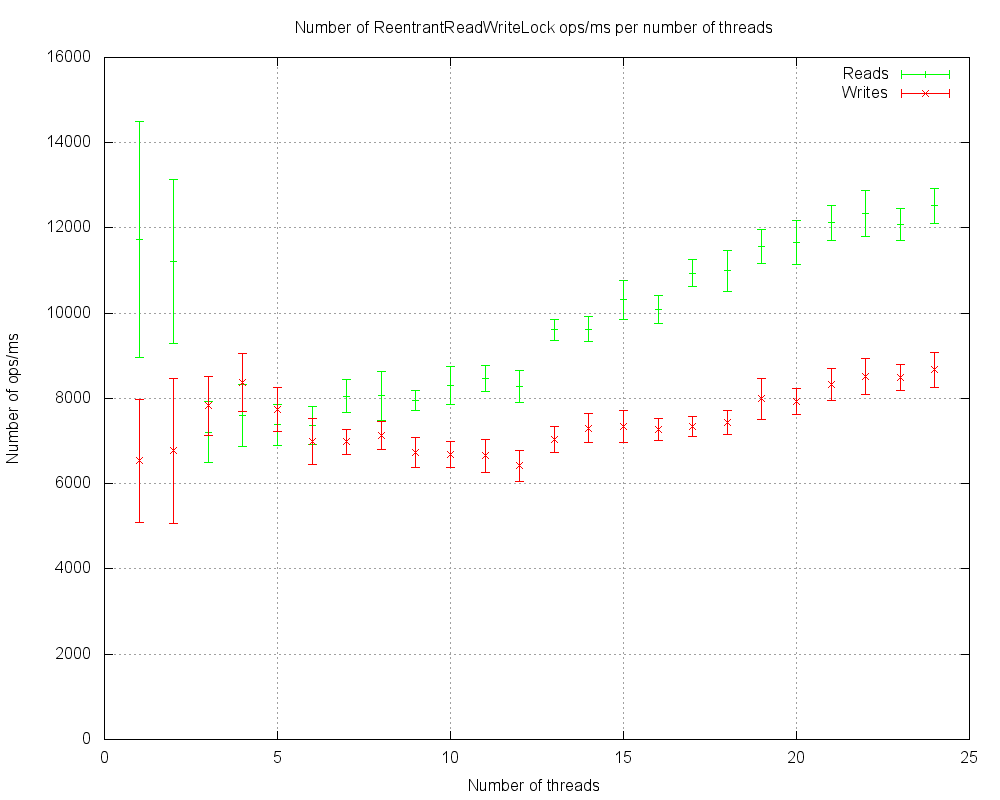 Number of ReentrantReadWriteLock ops/ms per number of threads
16000
14000
12000
10000
8000
6000
4000
2000
0
Reads
Writes
Number of ops/ms
0 5 10 15 20 25
Number of threads